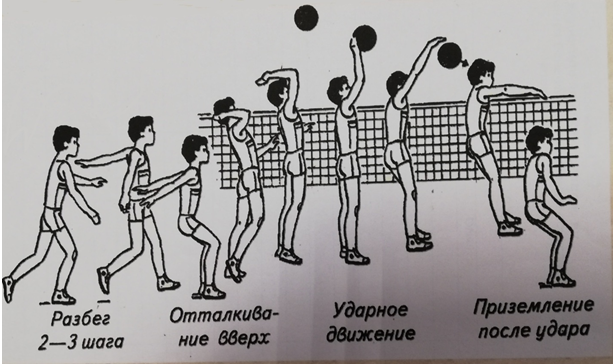 Разбег
2—3 шага
Отталкива-
ние вверх
Ударное
движение
Приземление
после удара